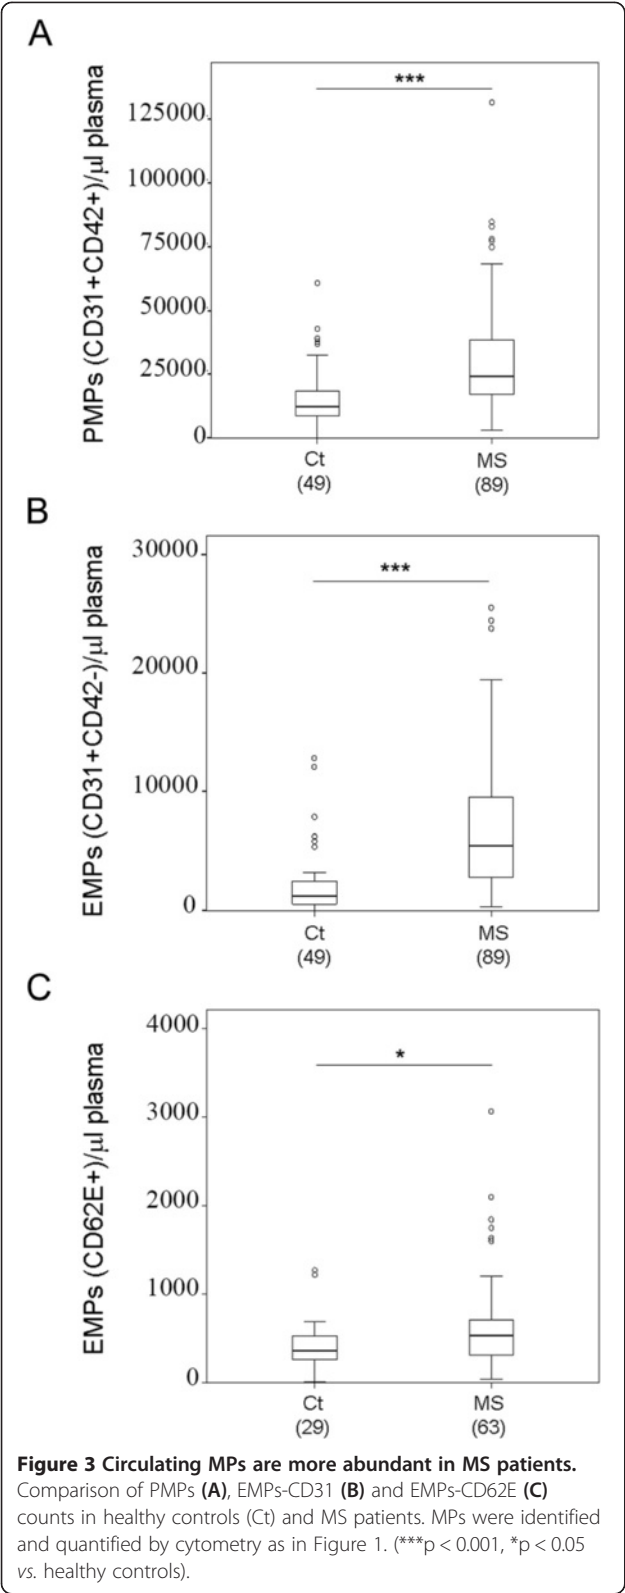 A
PMPs (CD31+CD42+)/µl plasma
***
125000
100000
75000
50000
25000
0
Ct
MS
(49)
(89)
B
EMPs (CD31+CD42-)/µl plasma
***
30000
20000
10000
0
Ct
MS
(49)
(89)
C
EMPs (CD62E+)/µl plasma
*
4000
3000
2000
1000
0
Ct
MS
(29)
(63)
Figure 3 Circulating MPs are more abundant in MS patients.
Comparison of PMPs (A), EMPs-CD31 (B) and EMPs-CD62E (C)
counts in healthy controls (Ct) and MS patients. MPs were identified
and quantified by cytometry as in Figure 1. (***p < 0.001, *p < 0.05
vs. healthy controls).